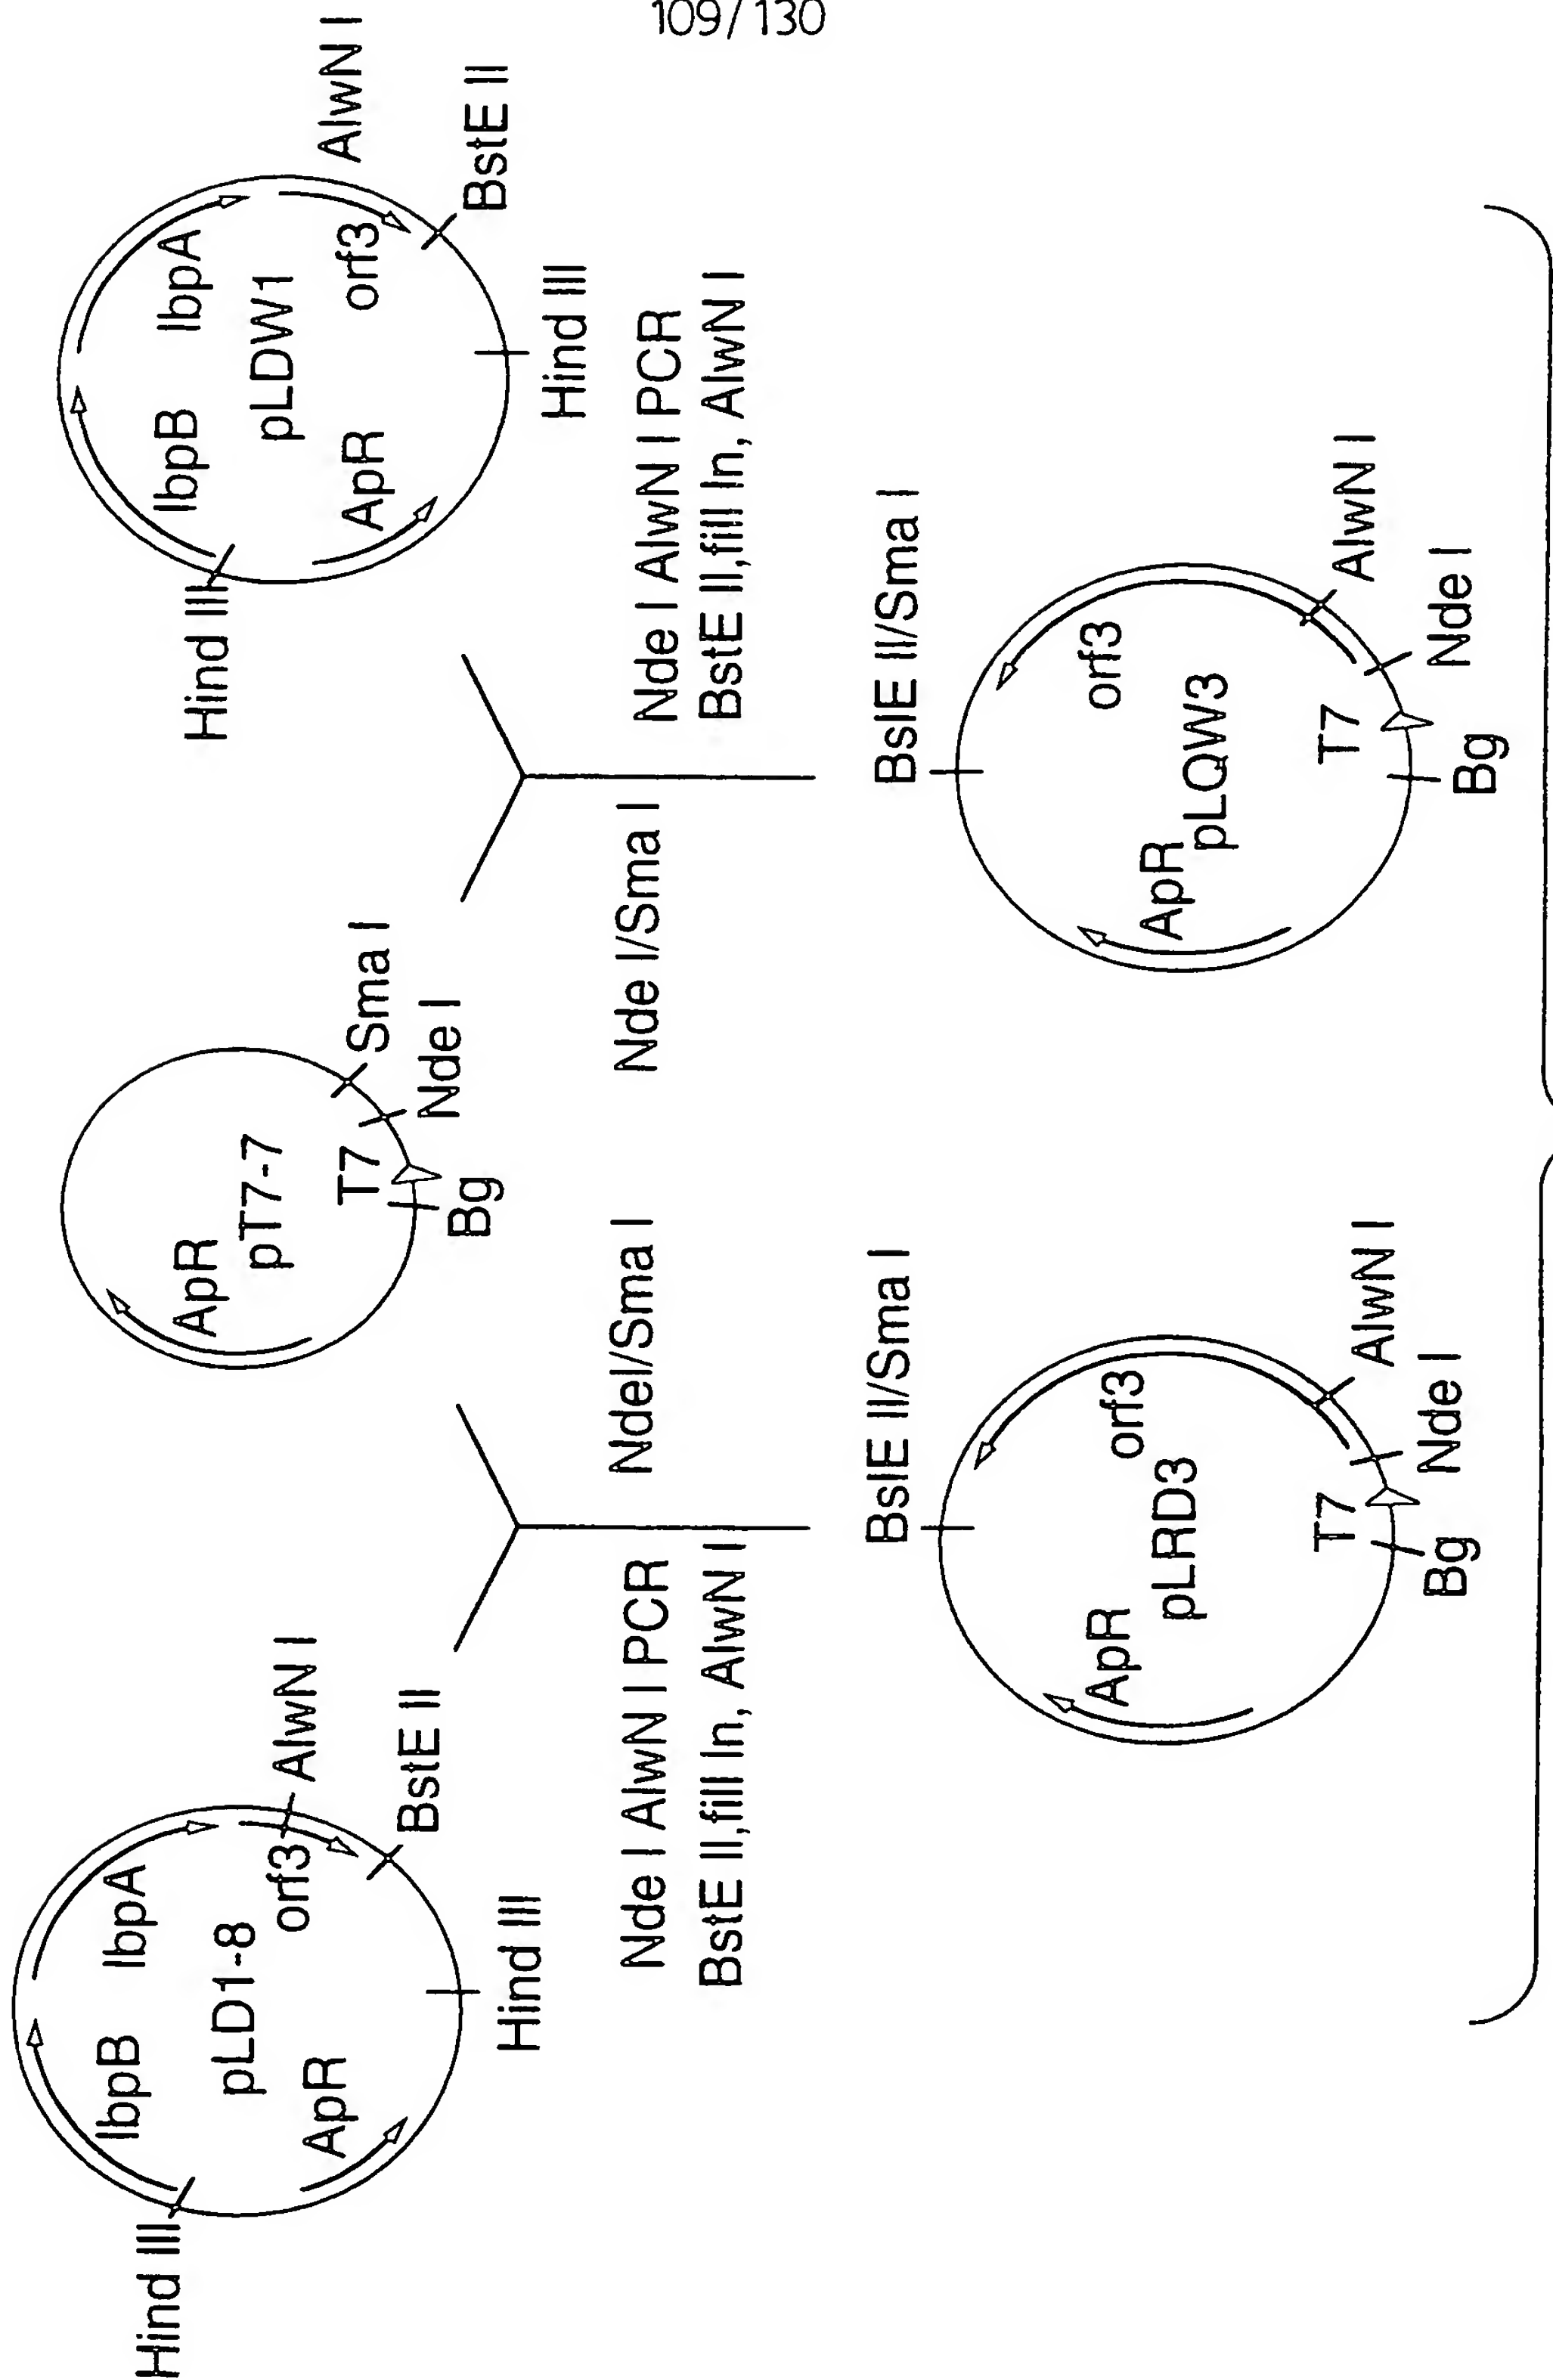 109/130
Hind III
lbpB
lbpA
pLD1-8
ApR
orf3
AlwN I
BstE II
Hind III
ApR
pT7-7
T7
Sma I
Nde I
Bg
Hind III
lbpB
lbpA
pLDW1
ApR
orf3
AlwN I
BstE II
Hind III
Nde I AlwN I PCR
BstE II,fill In, AlwN I
NdeI/Sma I
Nde I/Sma I
Nde I AlwN I PCR
BstE II,fill In, AlwN I
BslE II/Sma I
ApR
orf3
pLRD3
T7
AlwN I
Nde I
Bg
BslE II/Sma I
orf3
ApR
pLQW3
T7
AlwN I
Nde I
Bg